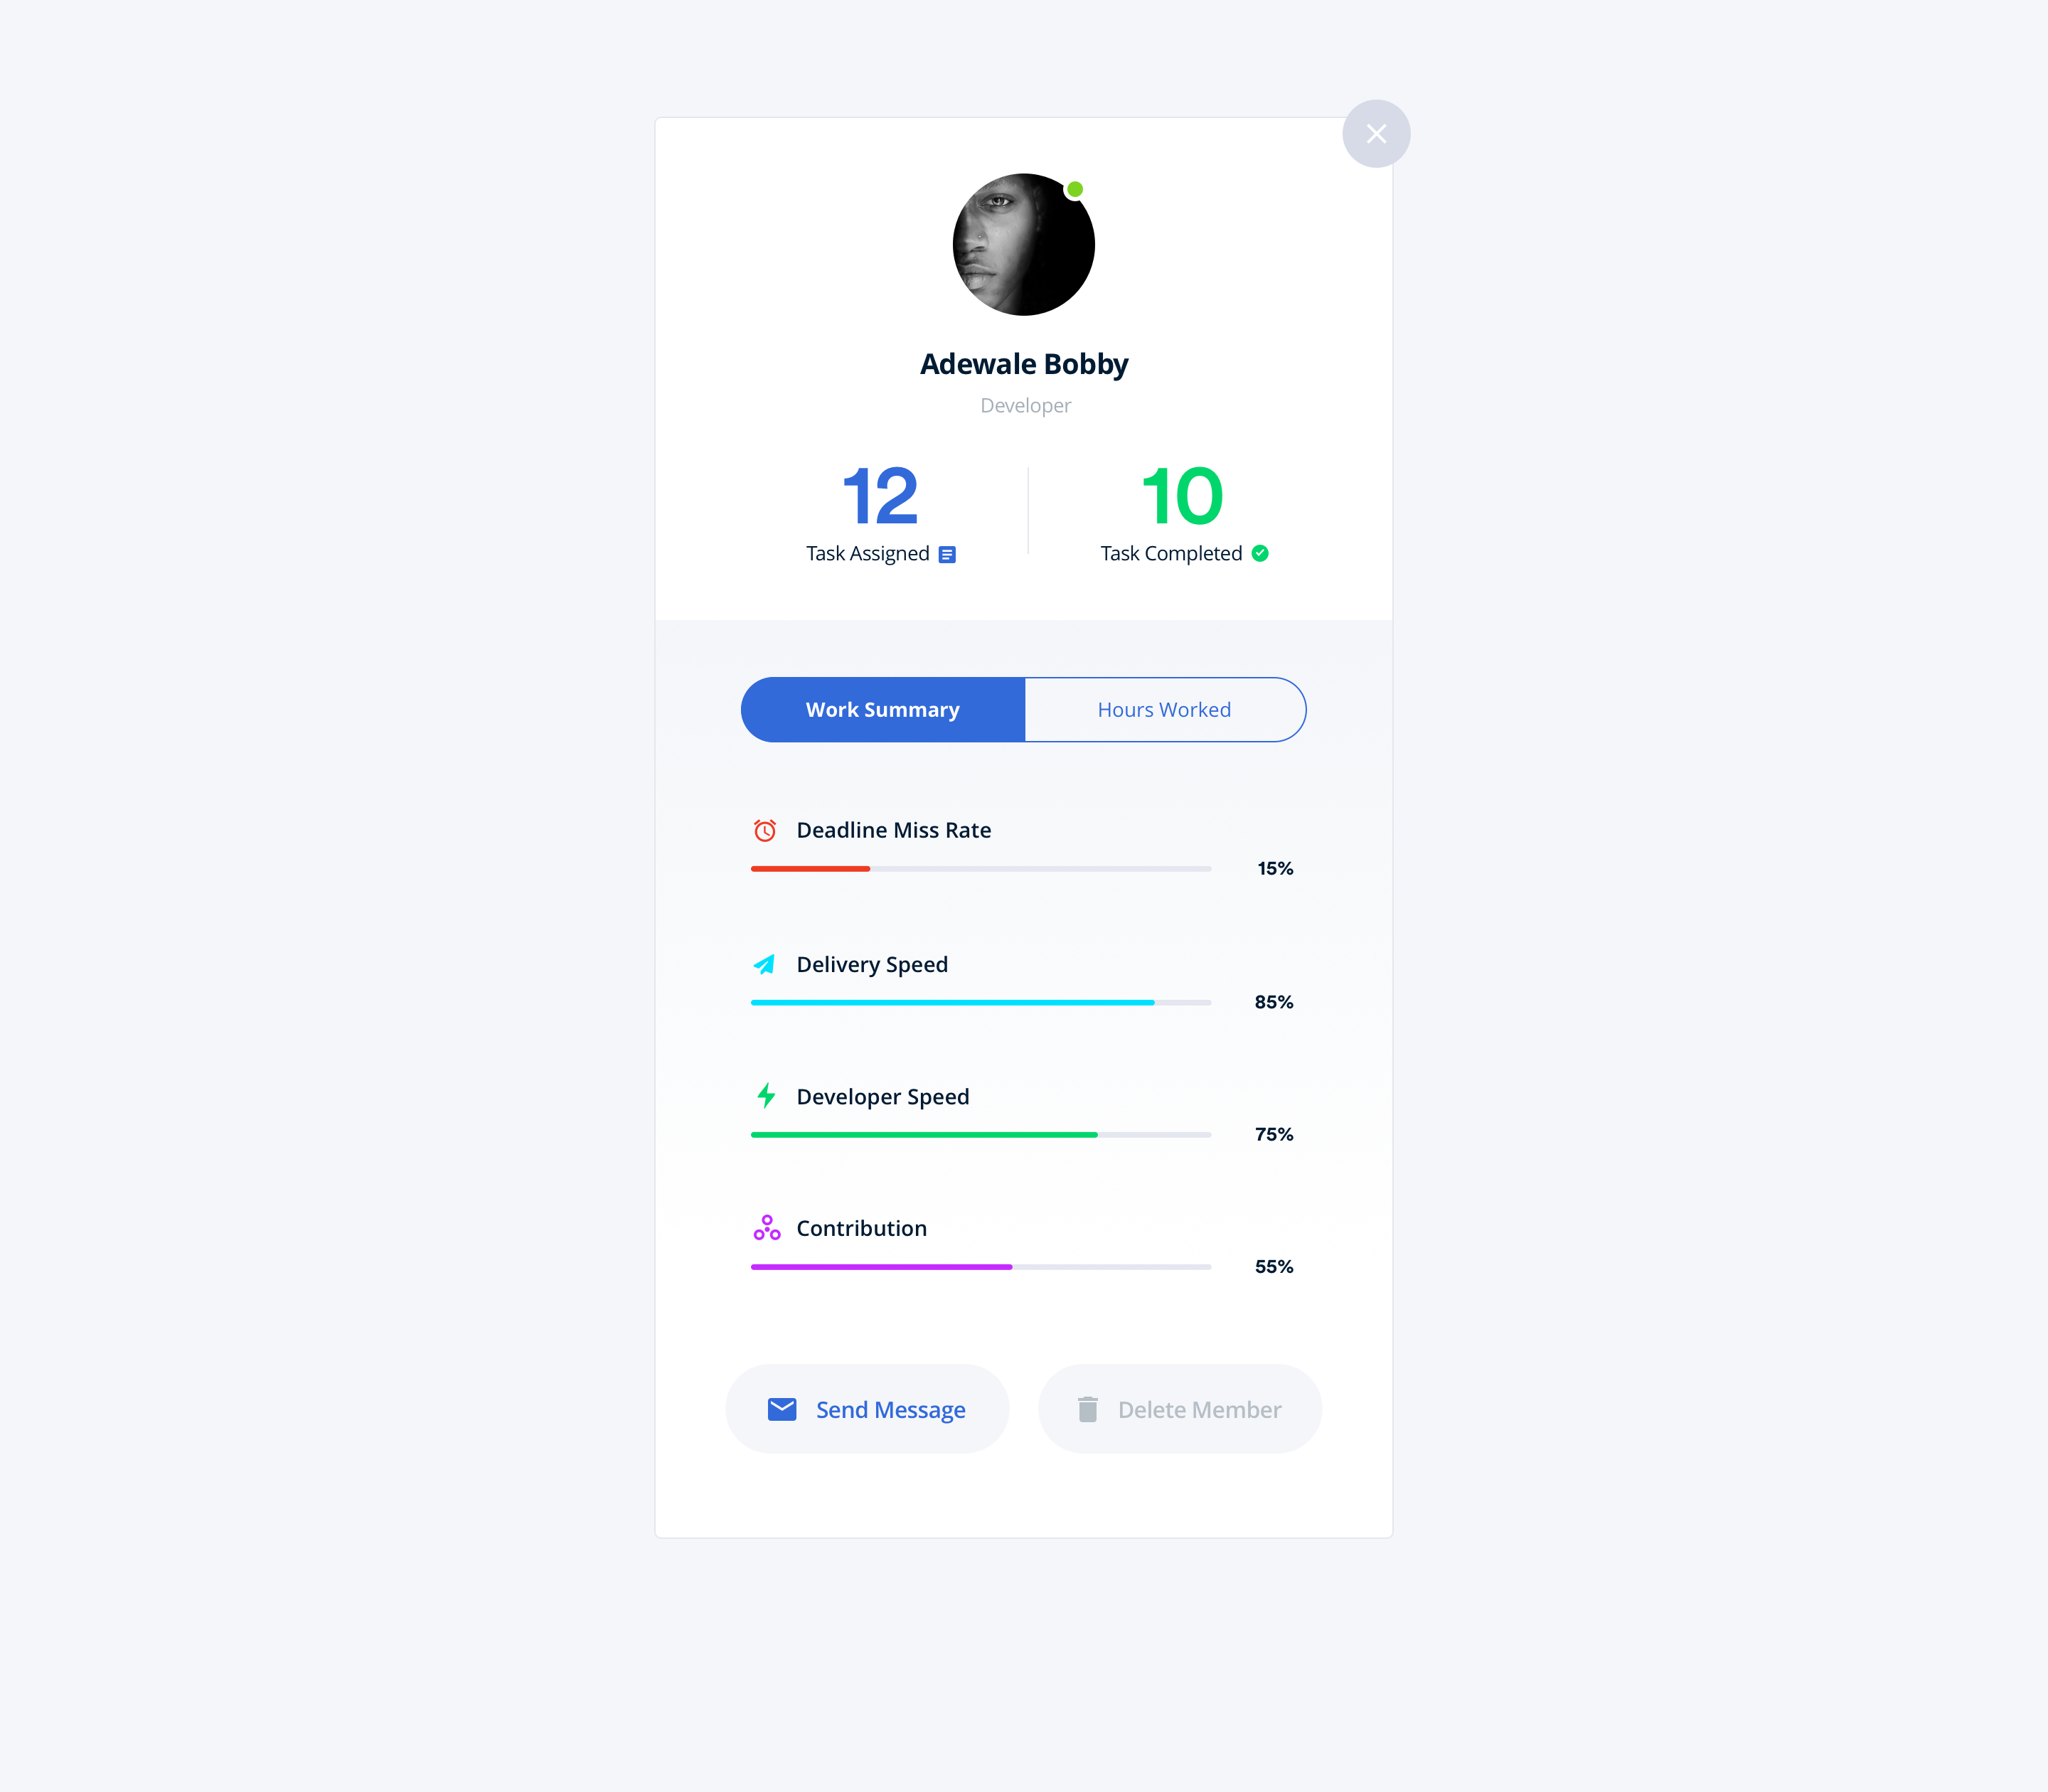 Adewale Bobby
Developer
12
Task Assigned
10
Task Completed
Work Summary
Hours Worked
Deadline Miss Rate
15%
Delivery Speed
85%
Developer Speed
75%
Contribution
55%
Send Message
Delete Member